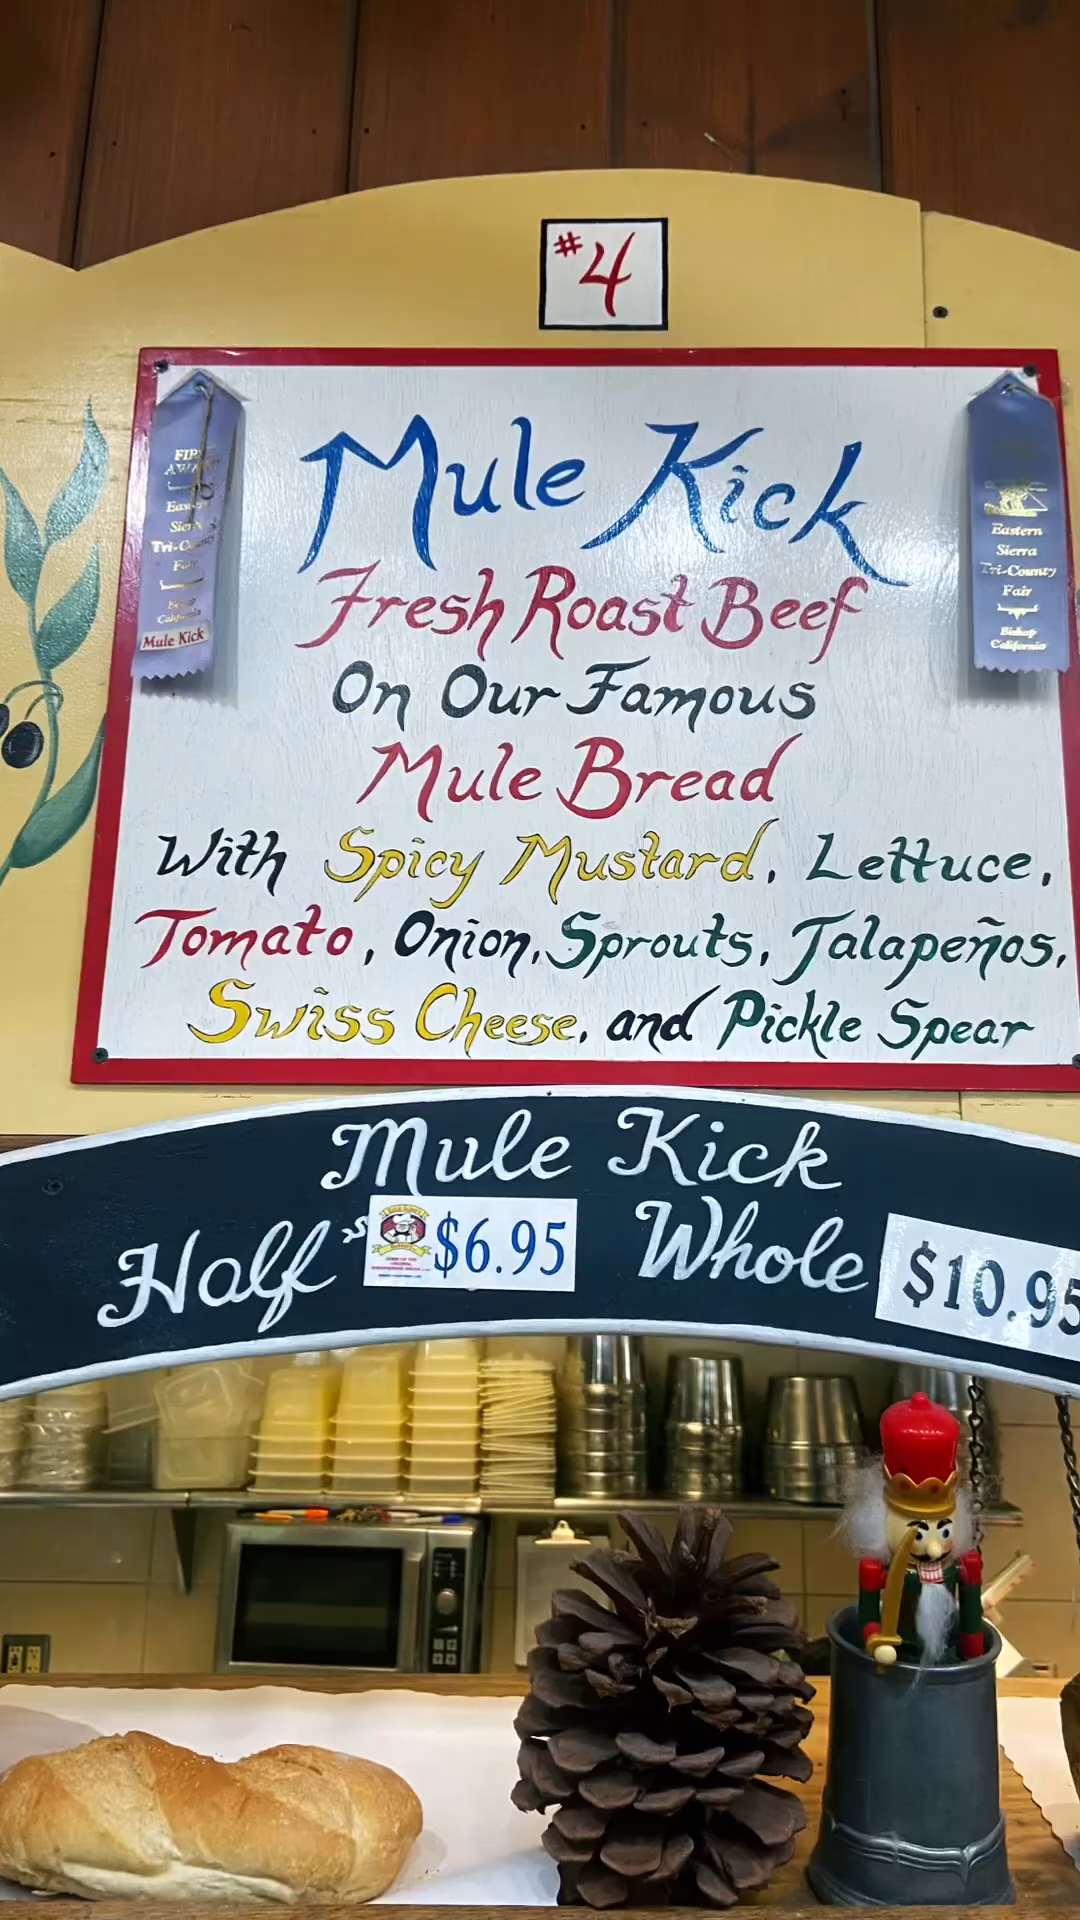 #4
Mule Kick
Fresh Roast Beef
On Our Famous
Mule Bread
With Spicy Mustard, Lettuce,
Tomato, Onion, Sprouts, Jalapeños,
Swiss Cheese, and Pickle Spear
Mule Kick
Eastern
Sierra
Tri-County
Fair
Bishop
California
Mule Kick
Half $6.95 Whole $10.95